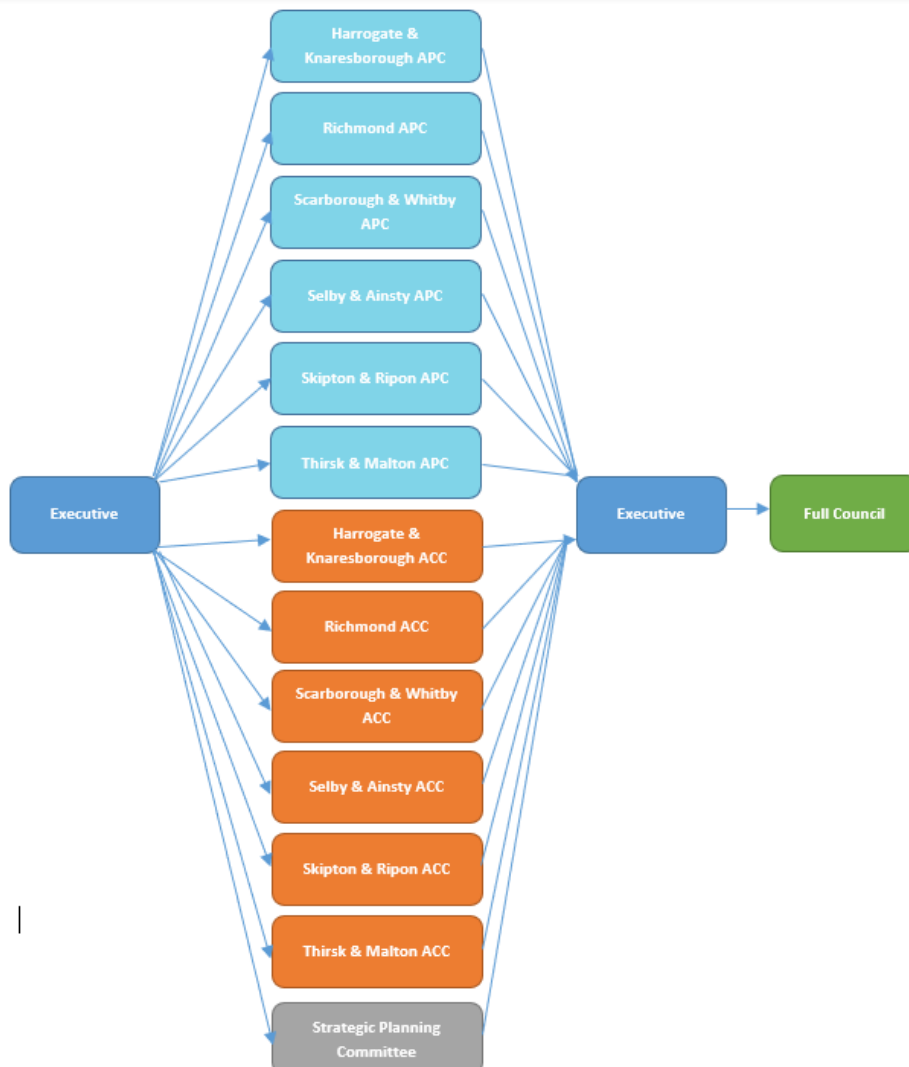 Harrogate &
Knaresborough APC
Richmond APC
Scarborough & Whitby
APC
Selby & Ainsty APC
Skipton & Ripon APC
Thirsk & Malton APC
Executive
Executive
Full Council
Harrogate &
Knaresborough ACC
Richmond ACC
Scarborough & Whitby
ACC
Selby & Ainsty ACC
Skipton & Ripon ACC
Thirsk & Malton ACC
Strategic Planning
Committee